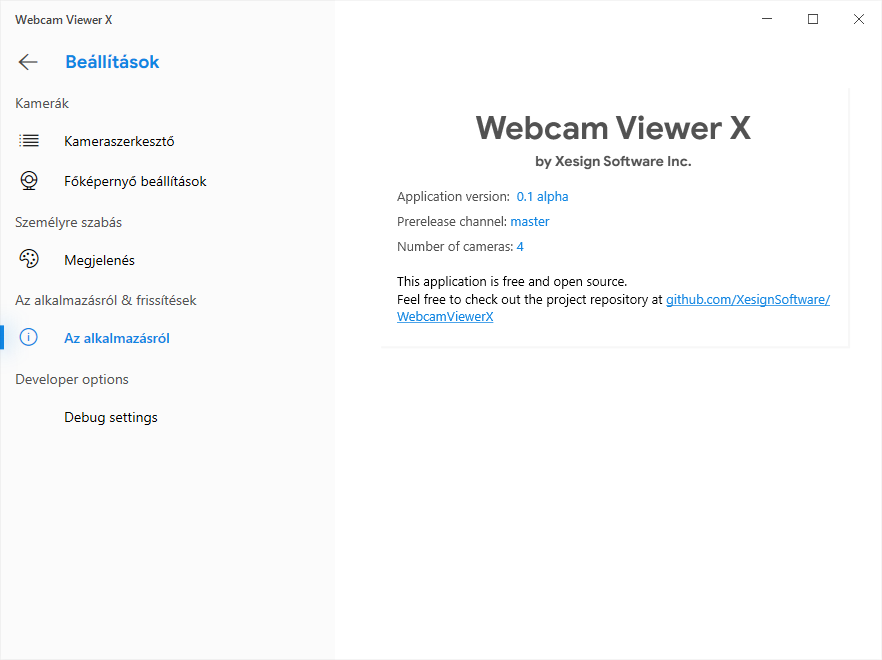 Webcam Viewer X
Beállítások
Kamerák
Kameraszerkesztő
Főképernyő beállítások
Személyre szabás
Megjelenés
Az alkalmazásról & frissítések
Az alkalmazásról
Developer options
Debug settings
Webcam Viewer X
by Xesign Software Inc.
Application version: 0.1 alpha
Prerelease channel: master
Number of cameras: 4
This application is free and open source.
Feel free to check out the project repository at github.com/XesignSoftware/
WebcamViewerX